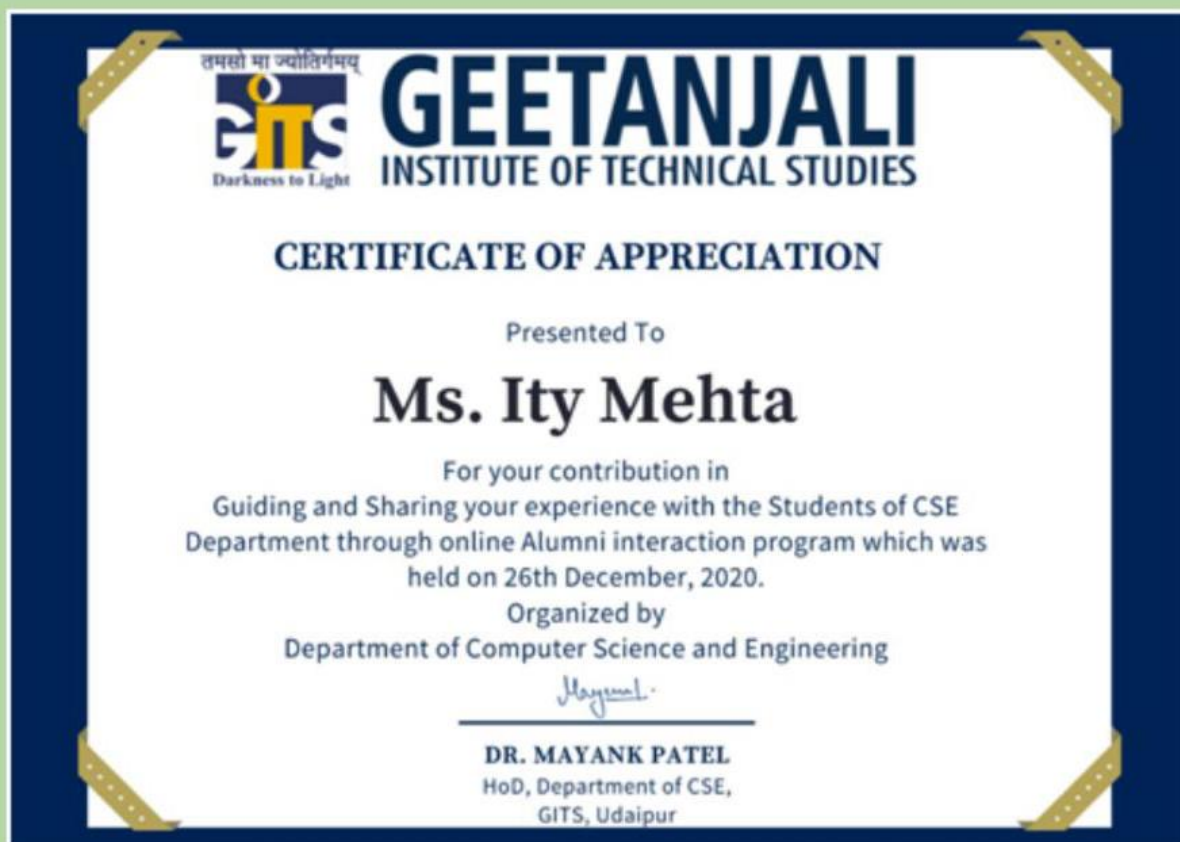 तमसो मा ज्योतिर्गमय्
GITS
Darkness to Light
GEETANJALI
INSTITUTE OF TECHNICAL STUDIES
CERTIFICATE OF APPRECIATION
Presented To
Ms. Ity Mehta
For your contribution in
Guiding and Sharing your experience with the Students of CSE
Department through online Alumni interaction program which was
held on 26th December, 2020.
Organized by
Department of Computer Science and Engineering
DR. MAYANK PATEL
HoD, Department of CSE,
GITS, Udaipur